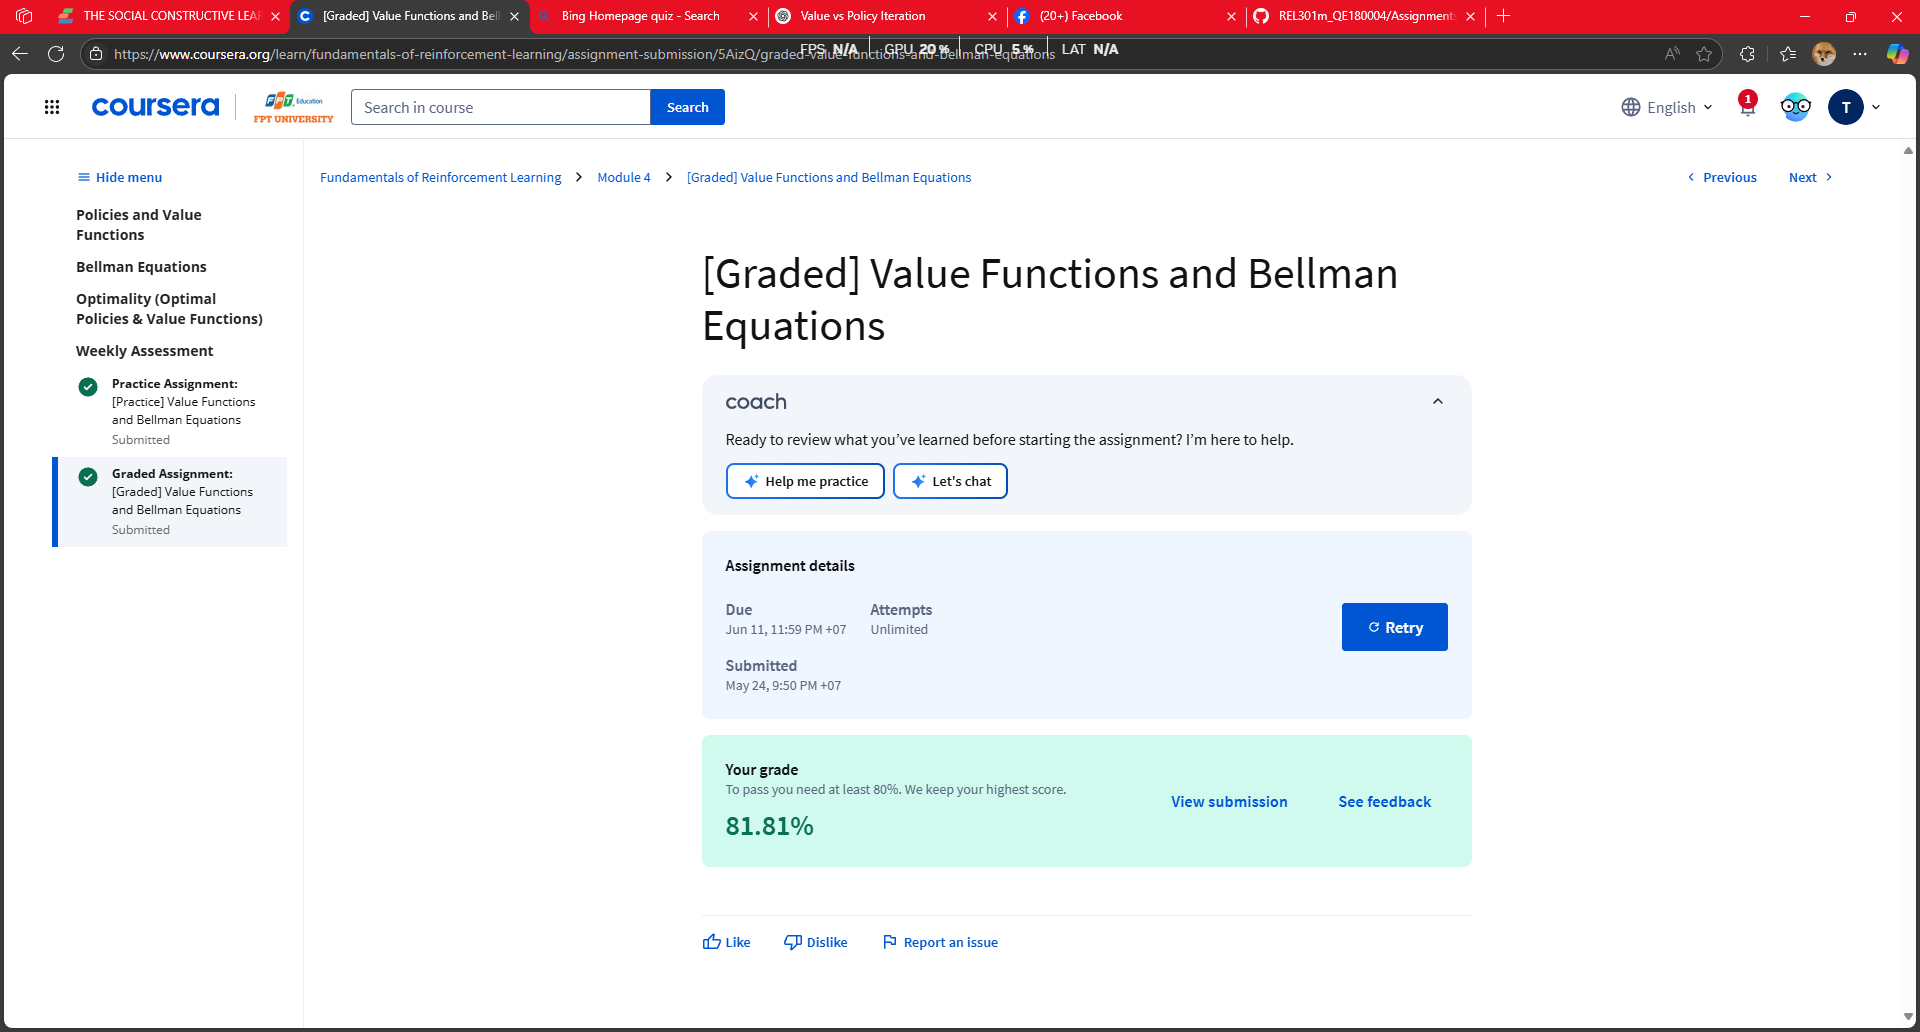 THE SOCIAL CONSTRUCTIVE LEA
[Graded] Value Functions and Bell
Bing Homepage quiz - Search
Value vs Policy Iteration
(20+) Facebook
REL301m_QE180004/Assignment
https://www.coursera.org/learn/fundamentals-of-reinforcement-learning/assignment-submission/5AizQ/graded-value-functions-and-bellman-equations
FPS N/A GPU 20 % CPU 5 % LAT N/A
coursera
FPT Education
FPT UNIVERSITY
Search in course
Search
English
1
T
Hide menu
Fundamentals of Reinforcement Learning
Module 4
[Graded] Value Functions and Bellman Equations
Previous
Next
Policies and Value
Functions
Bellman Equations
Optimality (Optimal
Policies & Value Functions)
Weekly Assessment
Practice Assignment:
[Practice] Value Functions
and Bellman Equations
Submitted
Graded Assignment:
[Graded] Value Functions
and Bellman Equations
Submitted
[Graded] Value Functions and Bellman
Equations
coach
Ready to review what you’ve learned before starting the assignment? I’m here to help.
Help me practice
Let's chat
Assignment details
Due
Attempts
Jun 11, 11:59 PM +07
Unlimited
Retry
Submitted
May 24, 9:50 PM +07
Your grade
To pass you need at least 80%. We keep your highest score.
81.81%
View submission
See feedback
Like
Dislike
Report an issue